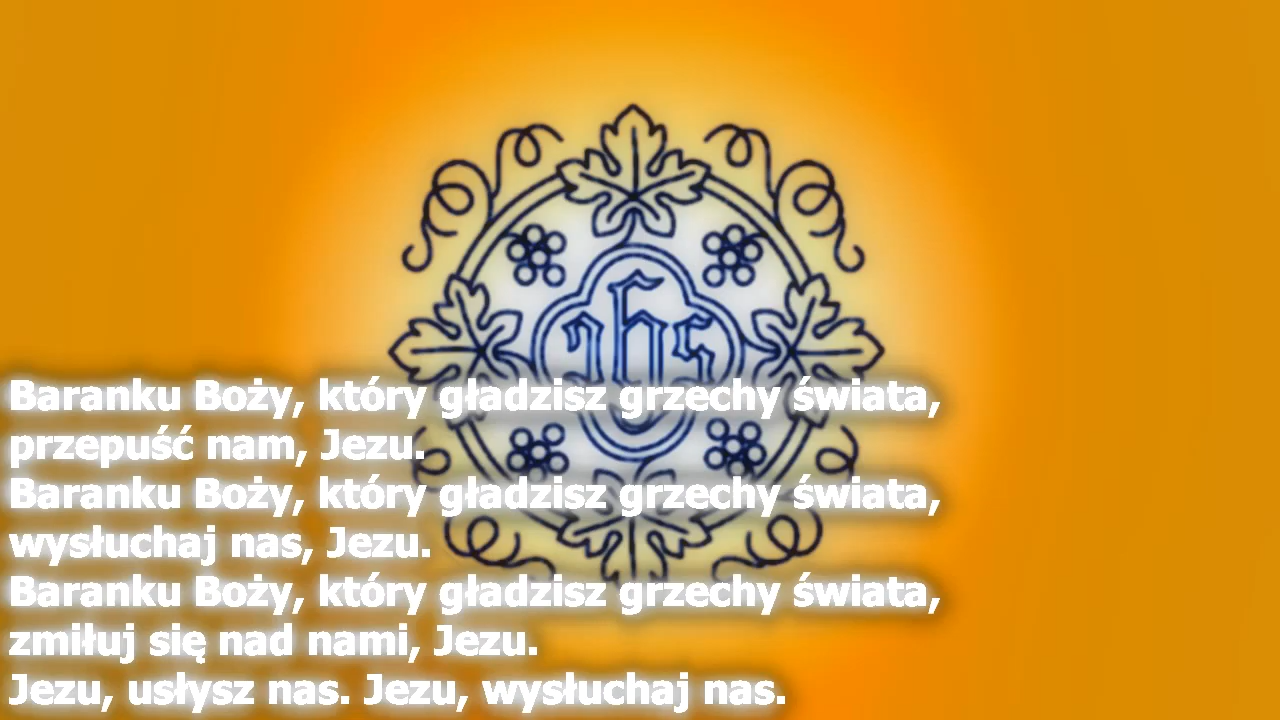 ihs
Baranku Boży, który gładzisz grzechy świata,
przepuść nam, Jezu.
Baranku Boży, który gładzisz grzechy świata,
wysłuchaj nas, Jezu.
Baranku Boży, który gładzisz grzechy świata,
zmiłuj się nad nami, Jezu.
Jezu, usłysz nas. Jezu, wysłuchaj nas.